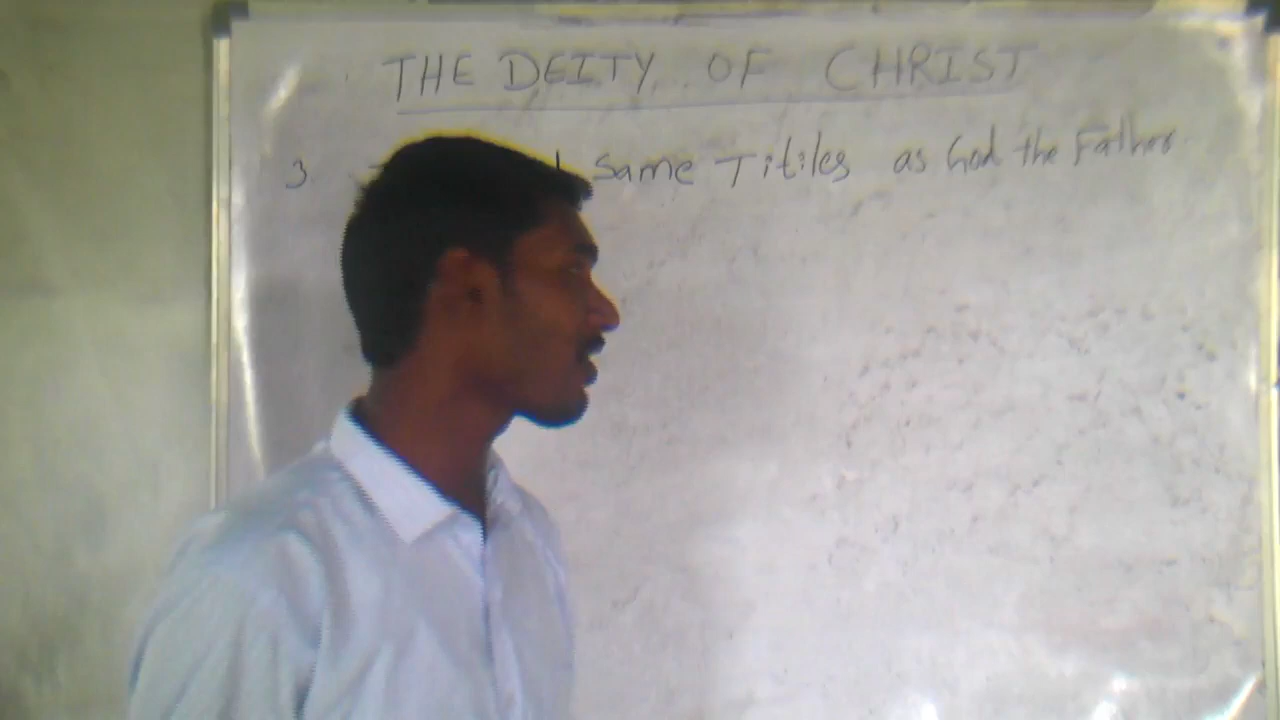 THE DEITY OF CHRIST
3 Same Titiles as God the Father